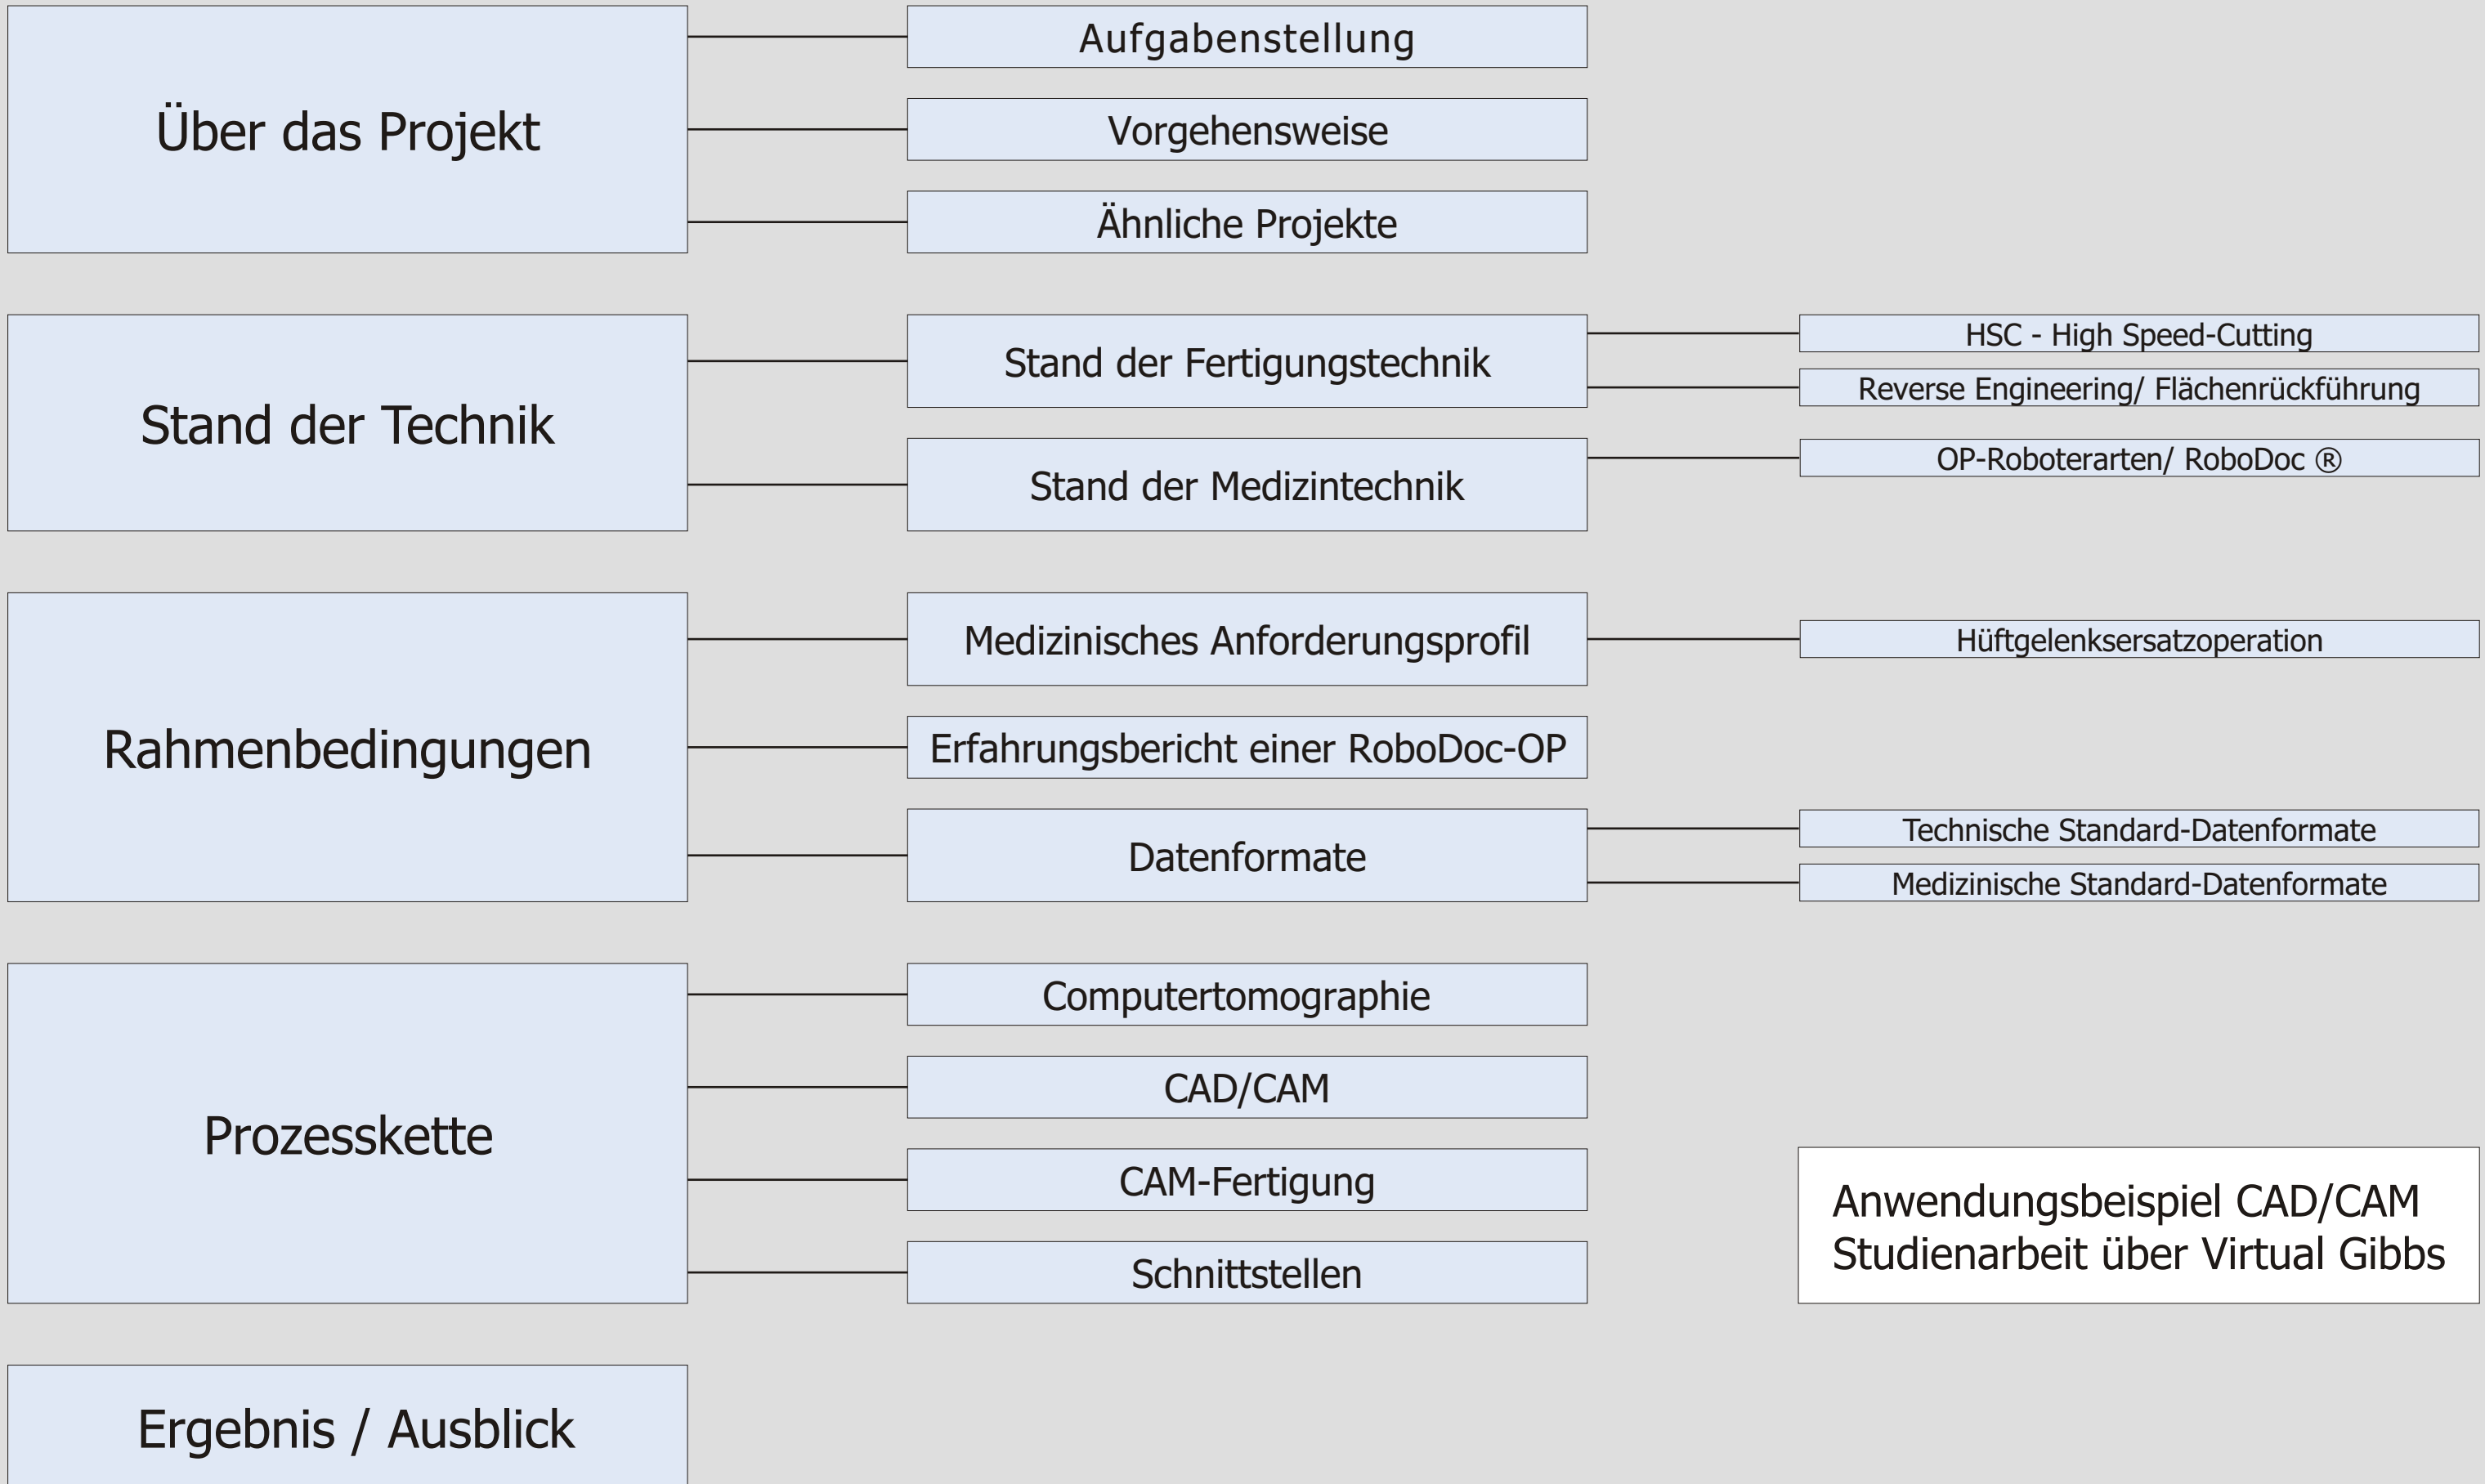 Über das Projekt
Aufgabenstellung
Vorgehensweise
Ähnliche Projekte
Stand der Technik
Stand der Fertigungstechnik
HSC - High Speed-Cutting
Reverse Engineering/ Flächenrückführung
Stand der Medizintechnik
OP-Roboterarten/ RoboDoc ®
Rahmenbedingungen
Medizinisches Anforderungsprofil
Hüftgelenksersatzoperation
Erfahrungsbericht einer RoboDoc-OP
Datenformate
Technische Standard-Datenformate
Medizinische Standard-Datenformate
Prozesskette
Computertomographie
CAD/CAM
CAM-Fertigung
Schnittstellen
Anwendungsbeispiel CAD/CAM
Studienarbeit über Virtual Gibbs
Ergebnis / Ausblick